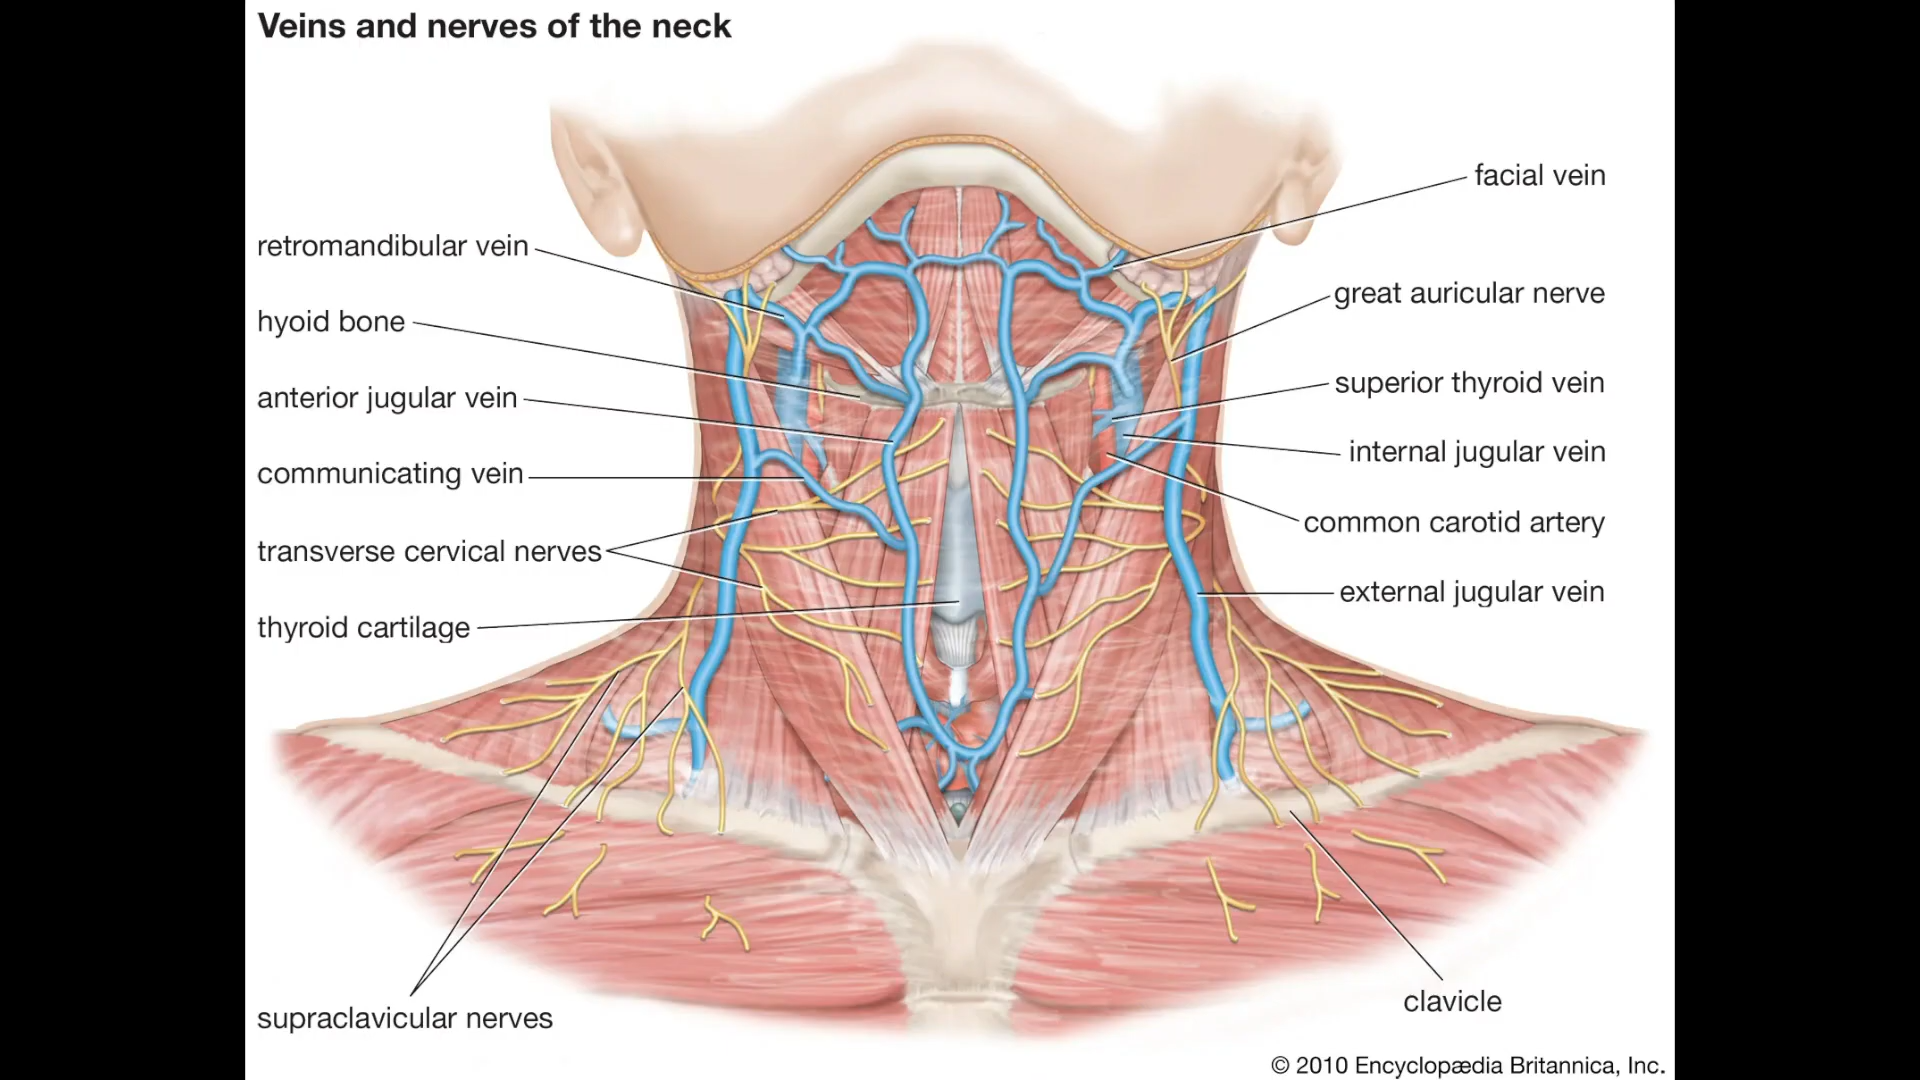 Veins and nerves of the neck
retromandibular vein
hyoid bone
anterior jugular vein
communicating vein
transverse cervical nerves
thyroid cartilage
supraclavicular nerves
facial vein
great auricular nerve
superior thyroid vein
internal jugular vein
common carotid artery
external jugular vein
clavicle
© 2010 Encyclopædia Britannica, Inc.